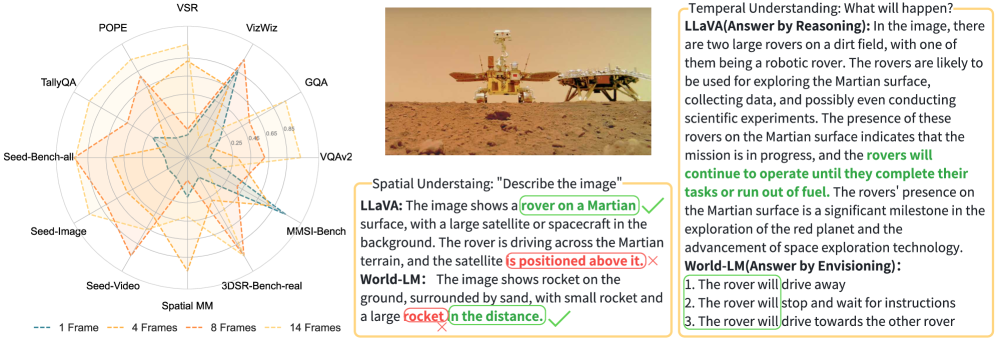 VSR
POPE
VizWiz
TallyQA
GQA
0.25
0.45
0.65
0.85
Seed-Bench-all
VQAv2
Seed-Image
MMSI-Bench
Seed-Video
3DSR-Bench-real
Spatial MM
1 Frame
4 Frames
8 Frames
14 Frames
Spatial Understaing: "Describe the image"
LLaVA: The image shows a rover on a Martian
surface, with a large satellite or spacecraft in the
background. The rover is driving across the Martian
terrain, and the satellite is positioned above it.
World-LM： The image shows rocket on the
ground, surrounded by sand, with small rocket and
a large rocket in the distance.
Temperal Understanding: What will happen?
LLaVA(Answer by Reasoning): In the image, there
are two large rovers on a dirt field, with one of
them being a robotic rover. The rovers are likely to
be used for exploring the Martian surface,
collecting data, and possibly even conducting
scientific experiments. The presence of these
rovers on the Martian surface indicates that the
mission is in progress, and the rovers will
continue to operate until they complete their
tasks or run out of fuel. The rovers' presence on
the Martian surface is a significant milestone in the
exploration of the red planet and the
advancement of space exploration technology.
World-LM(Answer by Envisioning)：
1. The rover will drive away
2. The rover will stop and wait for instructions
3. The rover will drive towards the other rover